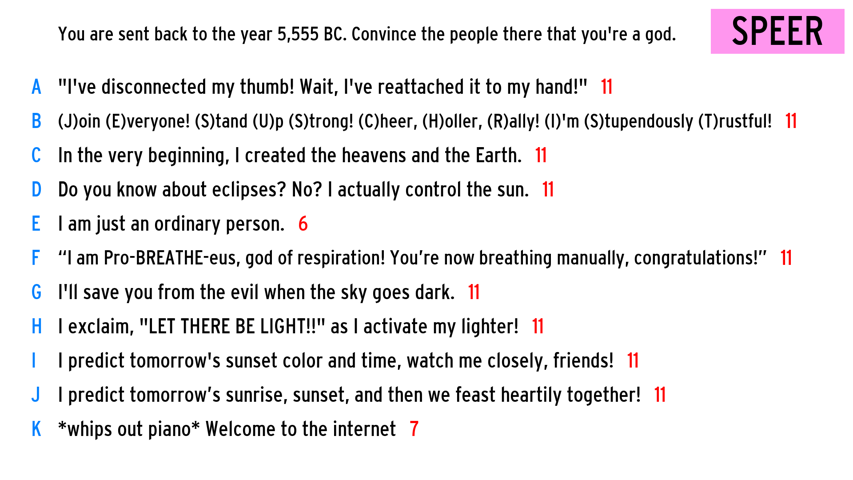 You are sent back to the year 5,555 BC. Convince the people there that you're a god.
SPEER
A "I've disconnected my thumb! Wait, I've reattached it to my hand!" 11
B (J)oin (E)veryone! (S)tand (U)p (S)trong! (C)heer, (H)oller, (R)ally! (I)'m (S)tupendously (T)rustful! 11
C In the very beginning, I created the heavens and the Earth. 11
D Do you know about eclipses? No? I actually control the sun. 11
E I am just an ordinary person. 6
F “I am Pro-BREATHE-eus, god of respiration! You’re now breathing manually, congratulations!” 11
G I'll save you from the evil when the sky goes dark. 11
H I exclaim, "LET THERE BE LIGHT!!" as I activate my lighter! 11
I I predict tomorrow's sunset color and time, watch me closely, friends! 11
J I predict tomorrow’s sunrise, sunset, and then we feast heartily together! 11
K *whips out piano* Welcome to the internet 7